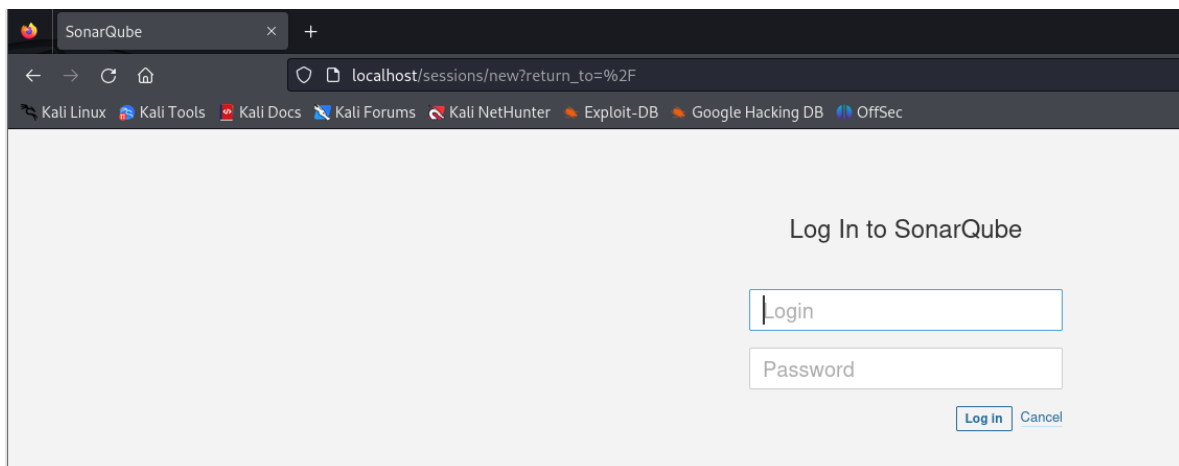 SonarQube
localhost/sessions/new?return_to=%2F
Kali Linux Kali Tools Kali Docs Kali Forums Kali NetHunter Exploit-DB Google Hacking DB OffSec
Log In to SonarQube
Login
Password
Log in Cancel